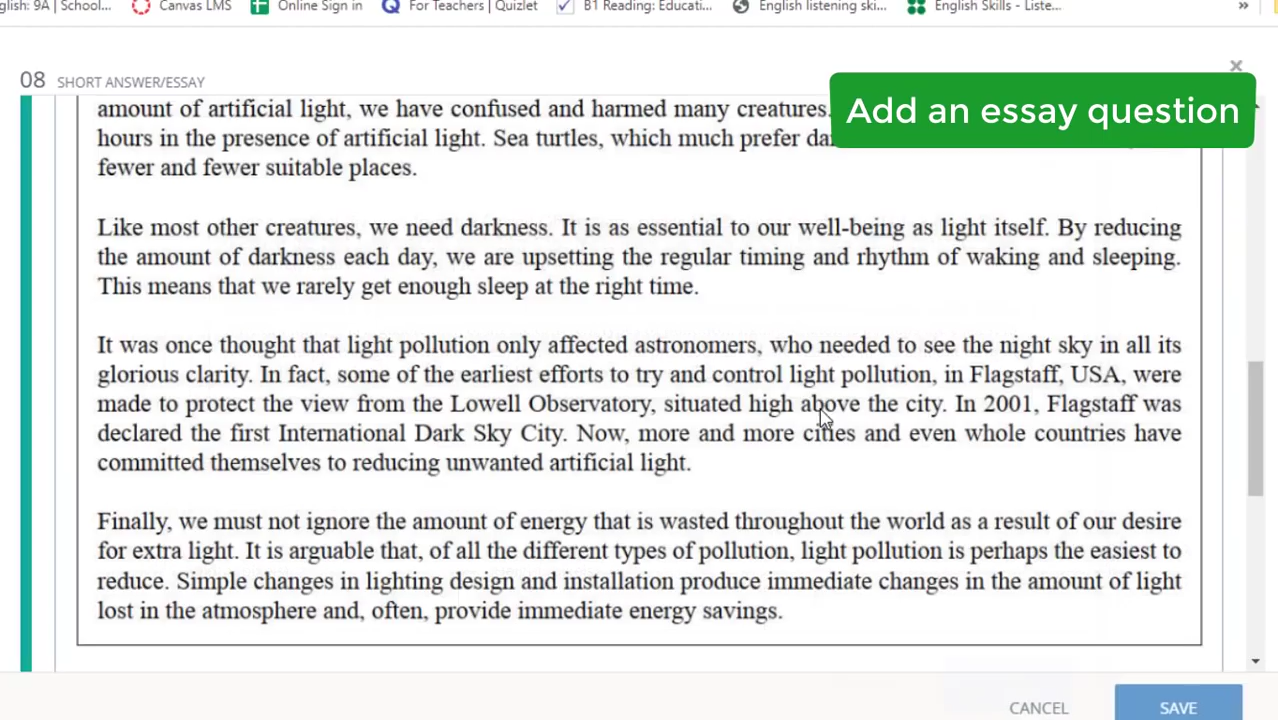 glish: 9A | School...
Canvas LMS
Online Sign in
For Teachers | Quizlet
B1 Reading: Educati...
English listening ski...
English Skills - Liste...
»
08 SHORT ANSWER/ESSAY
×
Add an essay question
amount of artificial light, we have confused and harmed many creatures.
hours in the presence of artificial light. Sea turtles, which much prefer
fewer and fewer suitable places.
Like most other creatures, we need darkness. It is as essential to our well-being as light itself. By reducing
the amount of darkness each day, we are upsetting the regular timing and rhythm of waking and sleeping.
This means that we rarely get enough sleep at the right time.
It was once thought that light pollution only affected astronomers, who needed to see the night sky in all its
glorious clarity. In fact, some of the earliest efforts to try and control light pollution, in Flagstaff, USA, were
made to protect the view from the Lowell Observatory, situated high above the city. In 2001, Flagstaff was
declared the first International Dark Sky City. Now, more and more cities and even whole countries have
committed themselves to reducing unwanted artificial light.
Finally, we must not ignore the amount of energy that is wasted throughout the world as a result of our desire
for extra light. It is arguable that, of all the different types of pollution, light pollution is perhaps the easiest to
reduce. Simple changes in lighting design and installation produce immediate changes in the amount of light
lost in the atmosphere and, often, provide immediate energy savings.
CANCEL
SAVE